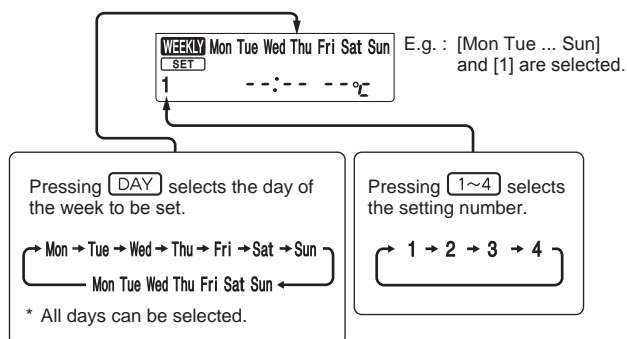 WEEKLY Mon Tue Wed Thu Fri Sat Sun
SET
1 --:-- --℃
E.g. : [Mon Tue ... Sun]
and [1] are selected.
Pressing DAY selects the day of
the week to be set.
Mon → Tue → Wed → Thu → Fri → Sat → Sun
Mon Tue Wed Thu Fri Sat Sun
* All days can be selected.
Pressing 1~4 selects
the setting number.
1 → 2 → 3 → 4